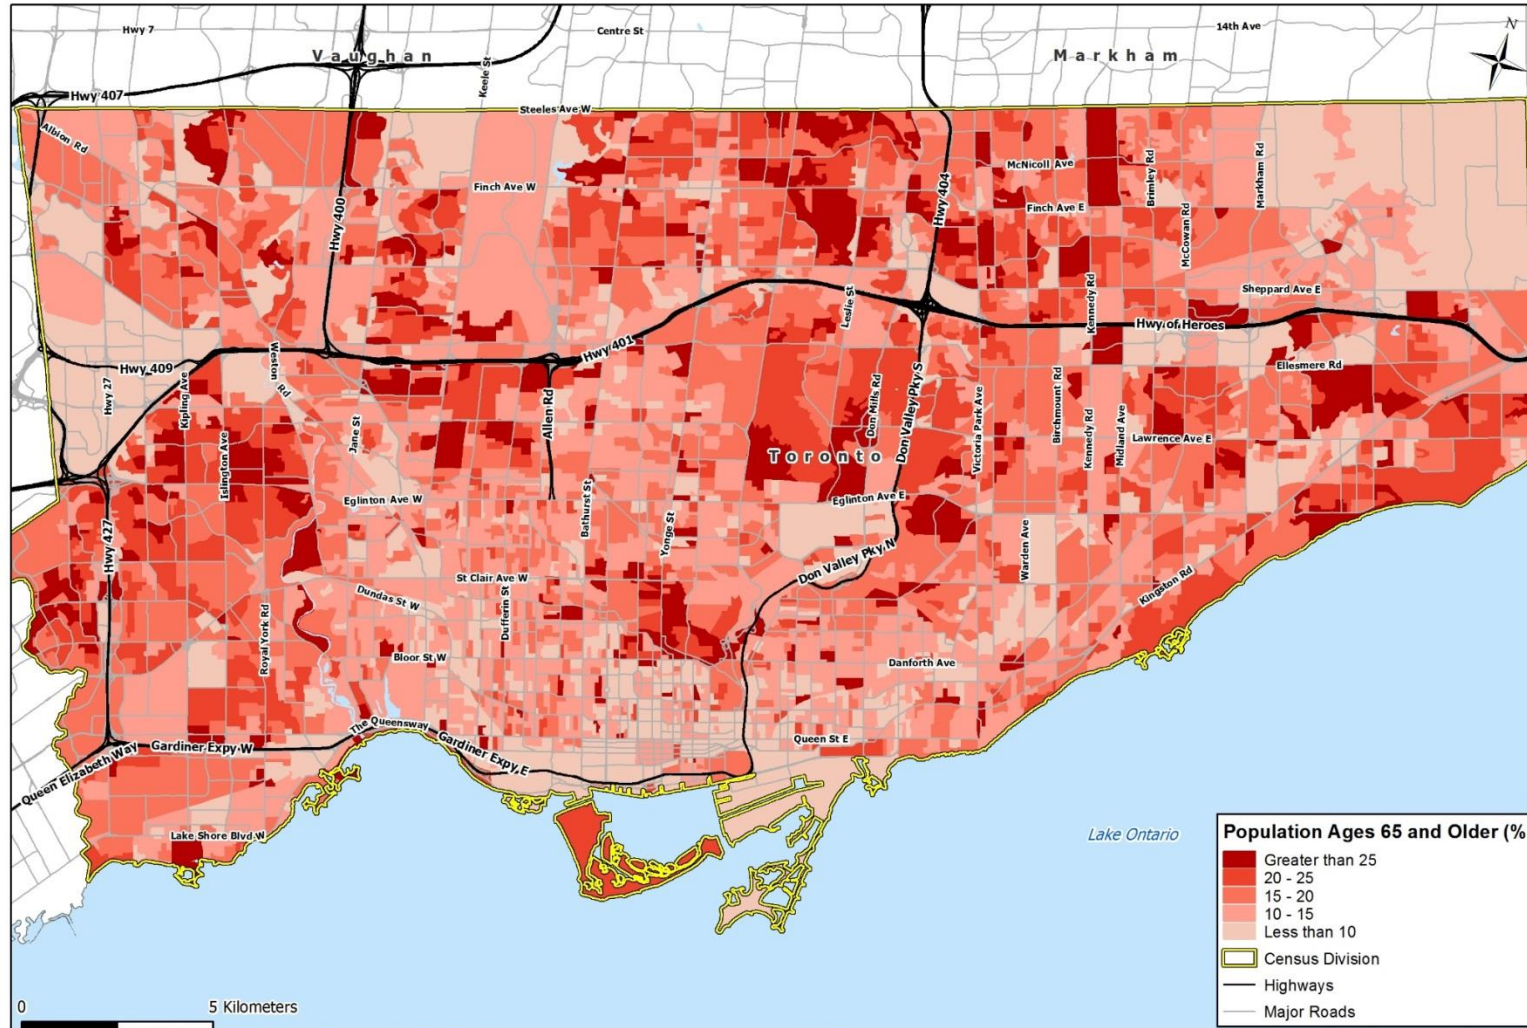 Hwy 7
Centre St
14th Ave
N
Vaughan
Markham
Keele St
Hwy 407
Steeles Ave W
Albion Rd
McNicoll Ave
Brimley Rd
Markham Rd
Finch Ave W
Hwy 404
Hwy 400
Finch Ave E
McCowan Rd
Leslie St
Kennedy Rd
Sheppard Ave E
Hwy of Heroes
Hwy 401
Weston Rd
Hwy 409
Ellesmere Rd
Hwy 27
Kipling Ave
Allen Rd
Don Mills Rd
Don Valley Pky S
Birchmount Rd
Jane St
Victoria Park Ave
Kennedy Rd
Midland Ave
Lawrence Ave E
Islington Ave
Toronto
Eglinton Ave W
Eglinton Ave E
Bathurst St
Yonge St
Hwy 427
Warden Ave
Don Valley Pky N
St Clair Ave W
Kingston Rd
Dundas St W
Dufferin St
Royal York Rd
Bloor St W
Danforth Ave
The Queensway
Queen St E
Gardiner Expy W
Gardiner Expy E
Queen Elizabeth Way
Lake Shore Blvd W
Lake Ontario
Population Ages 65 and Older (%
Greater than 25
20 - 25
15 - 20
10 - 15
Less than 10
Census Division
Highways
Major Roads
0 5 Kilometers